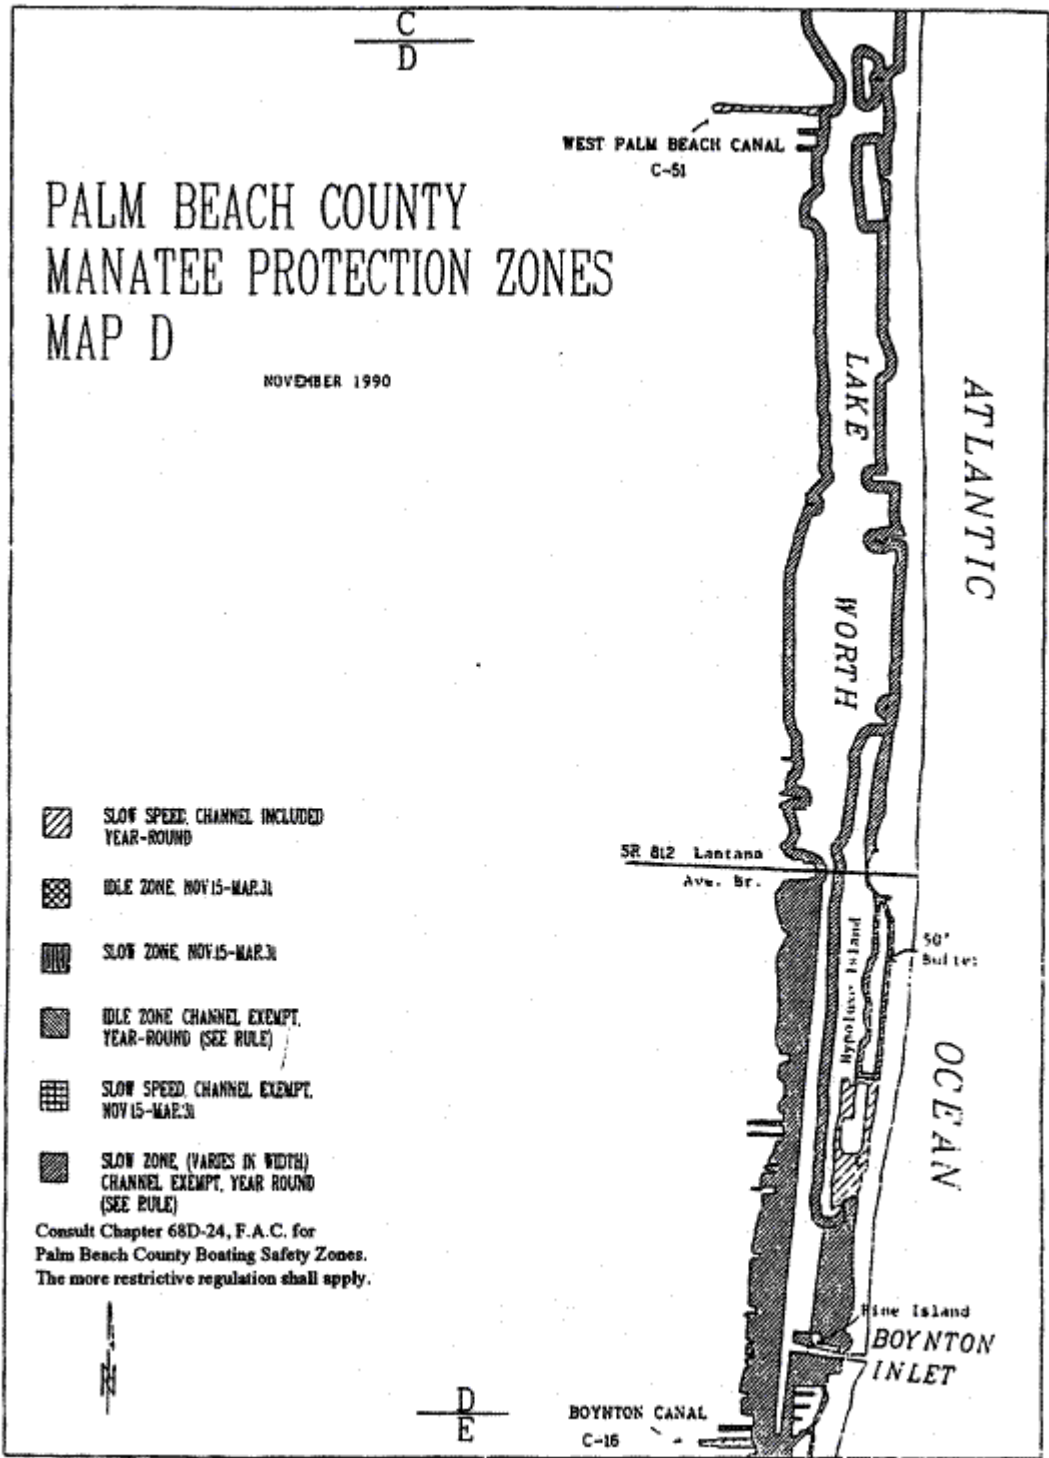 C
D
WEST PALM BEACH CANAL
C-51
PALM BEACH COUNTY
MANATEE PROTECTION ZONES
MAP D
NOVEMBER 1990
LAKE
WORTH
ATLANTIC
OCEAN
SLOW SPEED, CHANNEL INCLUDED
YEAR-ROUND
IDLE ZONE, NOV.15-MAR.31
SLOW ZONE, NOV.15-MAR.31
IDLE ZONE CHANNEL EXEMPT,
YEAR-ROUND (SEE RULE)
SLOW SPEED, CHANNEL EXEMPT,
NOV 15-MAR.31
SLOW ZONE, (VARIES IN WIDTH)
CHANNEL EXEMPT, YEAR ROUND
(SEE RULE)
Consult Chapter 68D-24, F.A.C. for
Palm Beach County Boating Safety Zones.
The more restrictive regulation shall apply.
SR 812 Lantana
Ave. Br.
Hypoluxo Island
50'
Pine Island
BOYNTON
INLET
N
D
E
BOYNTON CANAL
C-16